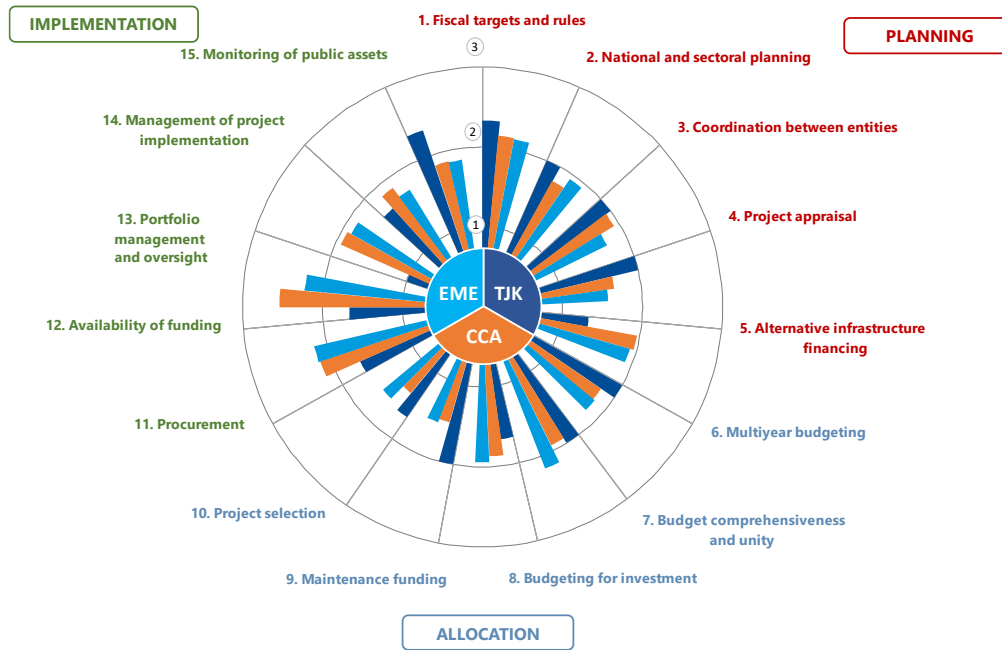 IMPLEMENTATION
PLANNING
1. Fiscal targets and rules
2. National and sectoral planning
3. Coordination between entities
4. Project appraisal
5. Alternative infrastructure
financing
6. Multiyear budgeting
7. Budget comprehensiveness
and unity
8. Budgeting for investment
9. Maintenance funding
10. Project selection
11. Procurement
12. Availability of funding
13. Portfolio
management
and oversight
14. Management of project
implementation
15. Monitoring of public assets
3
2
1
EME
TJK
CCA
ALLOCATION